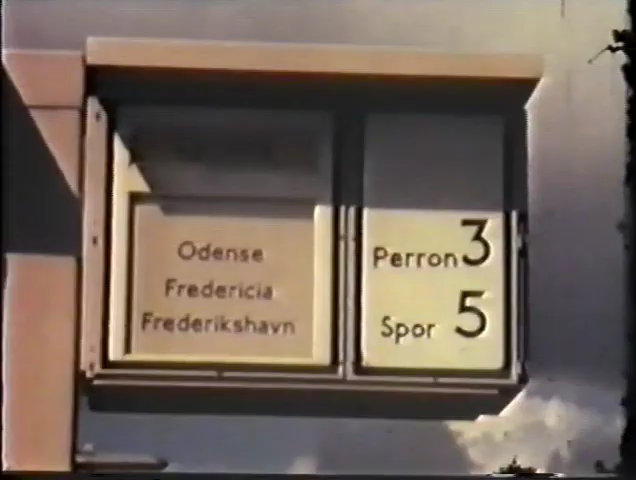 Odense
Fredericia
Frederikshavn
Perron 3
Spor 5